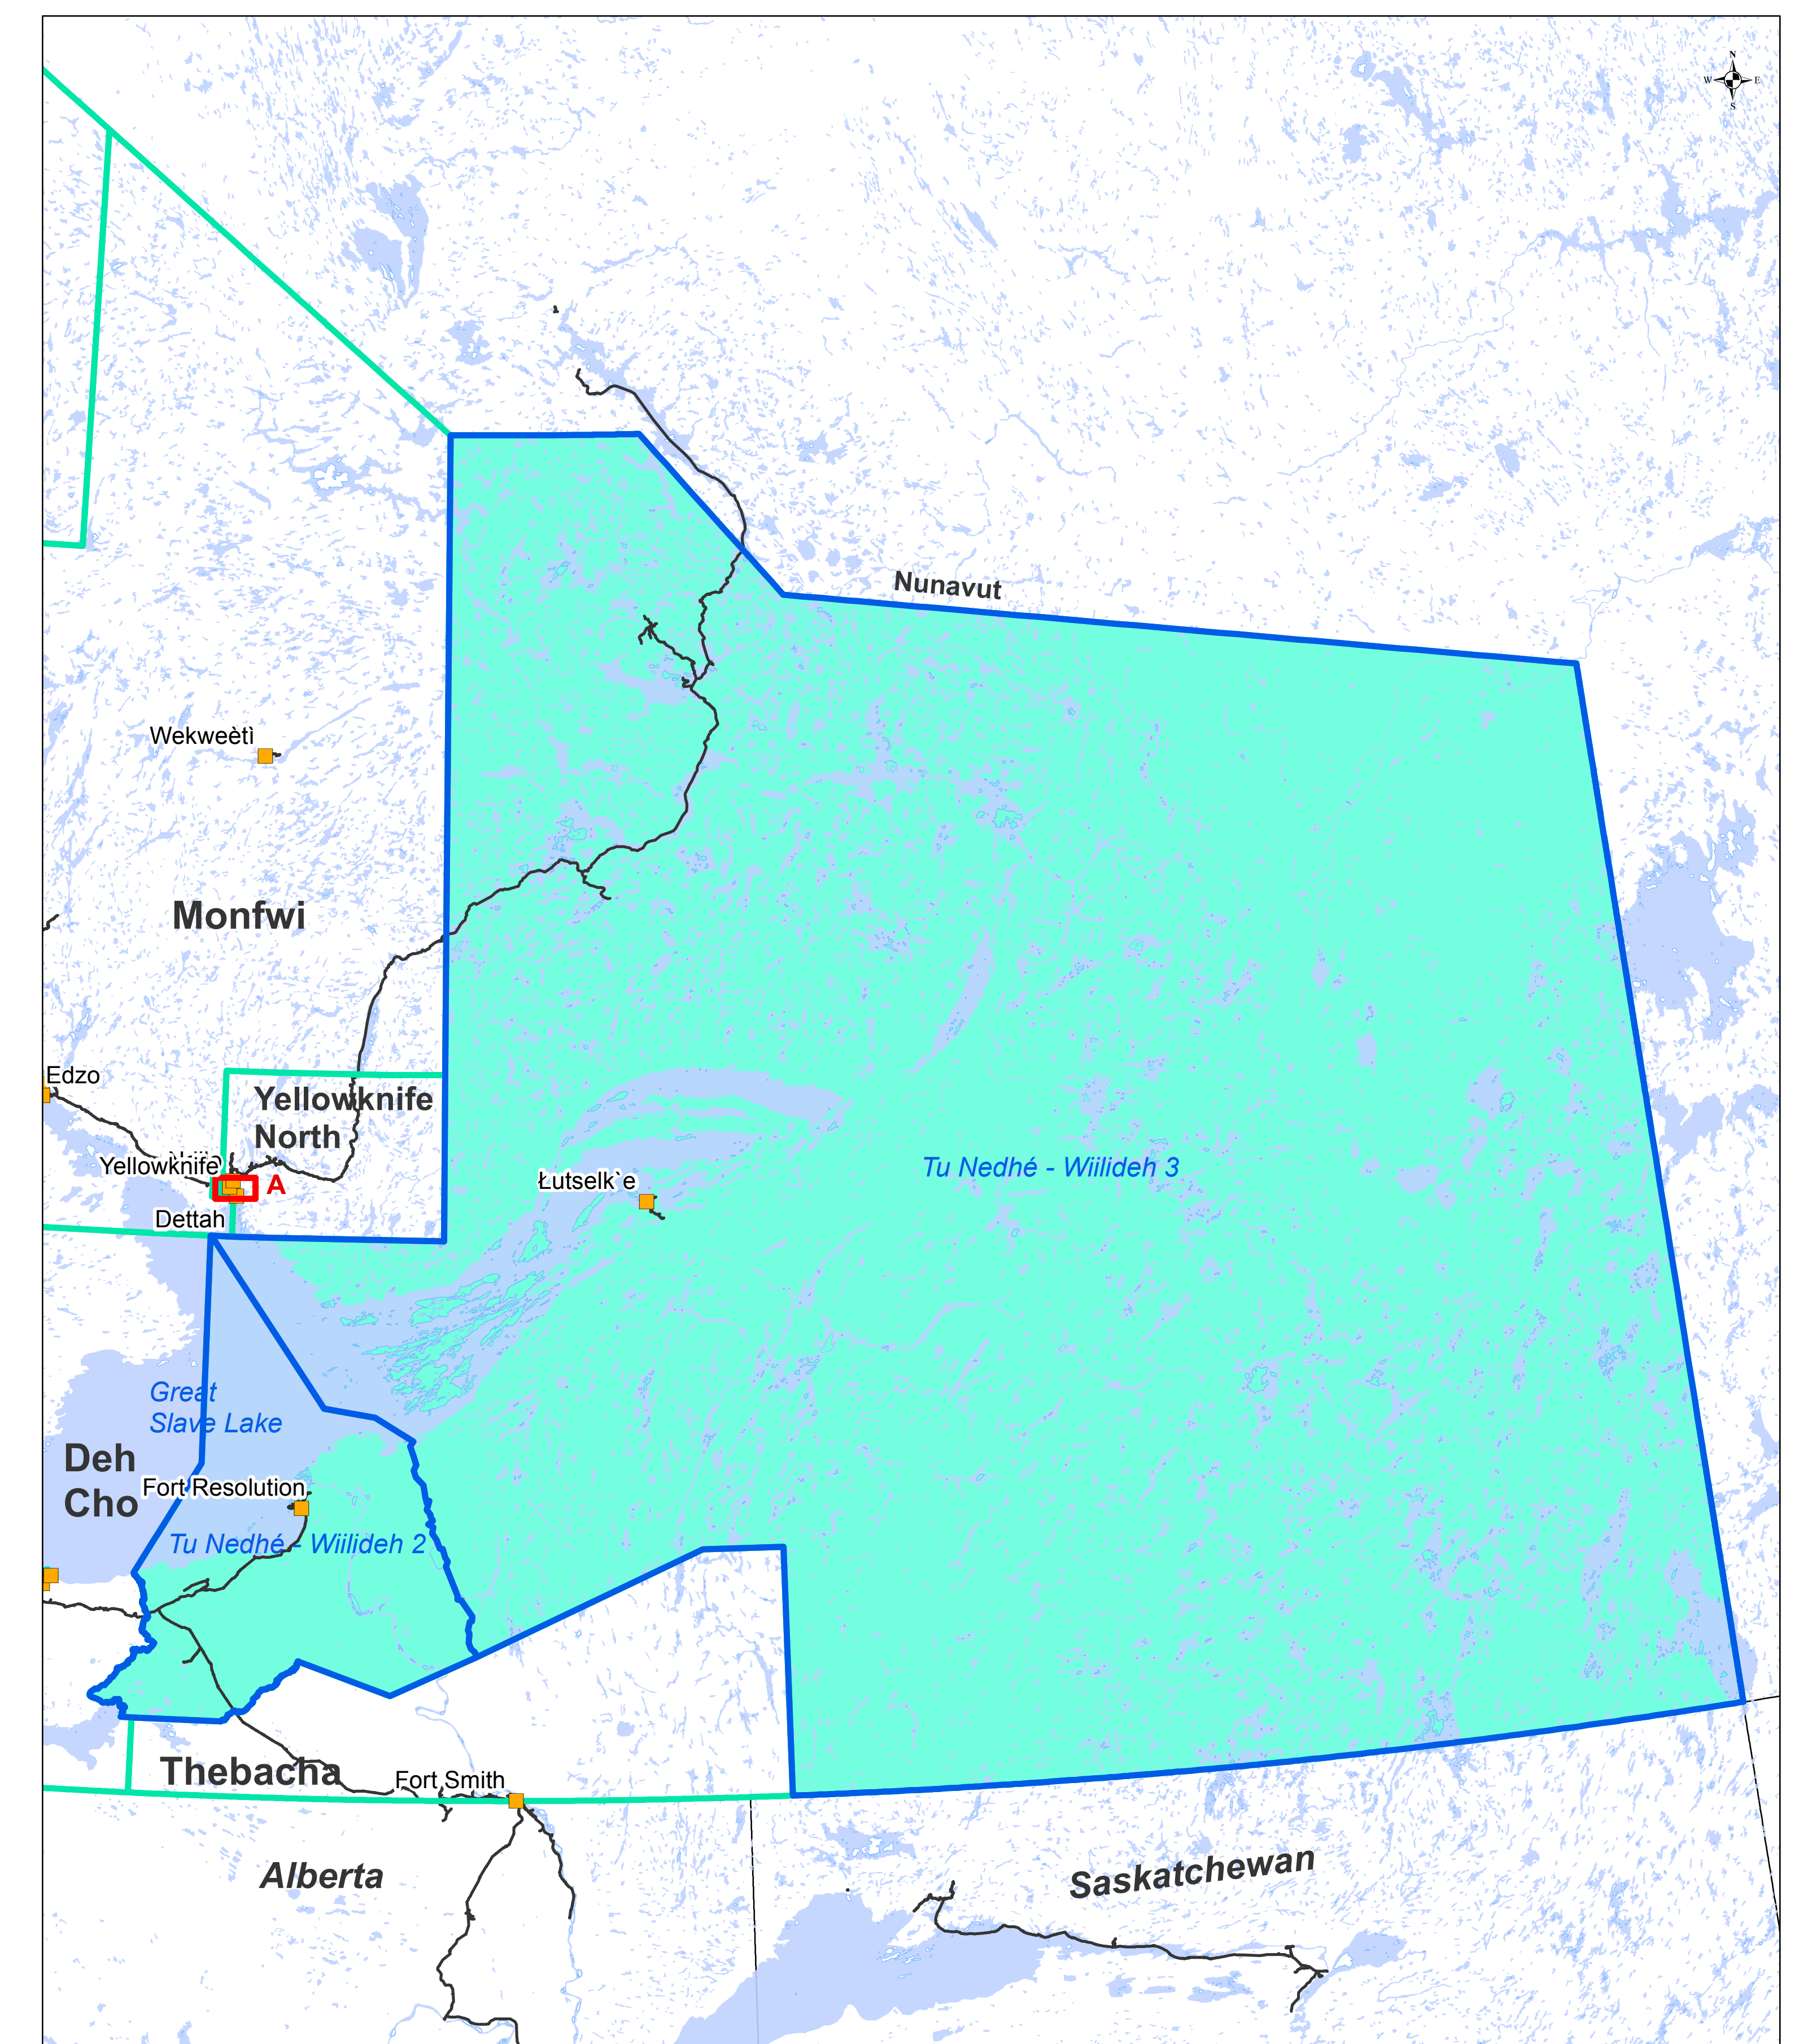 N
W E
S
Nunavut
Wekweètì
Monfwi
Edzo
Yellowknife
North
Yellowknife
A
Łutselk`e
Tu Nedhé - Wiilideh 3
Dettah
Great
Slave Lake
Deh
Cho
Fort Resolution
Tu Nedhé - Wiilideh 2
Thebacha
Fort Smith
Alberta
Saskatchewan